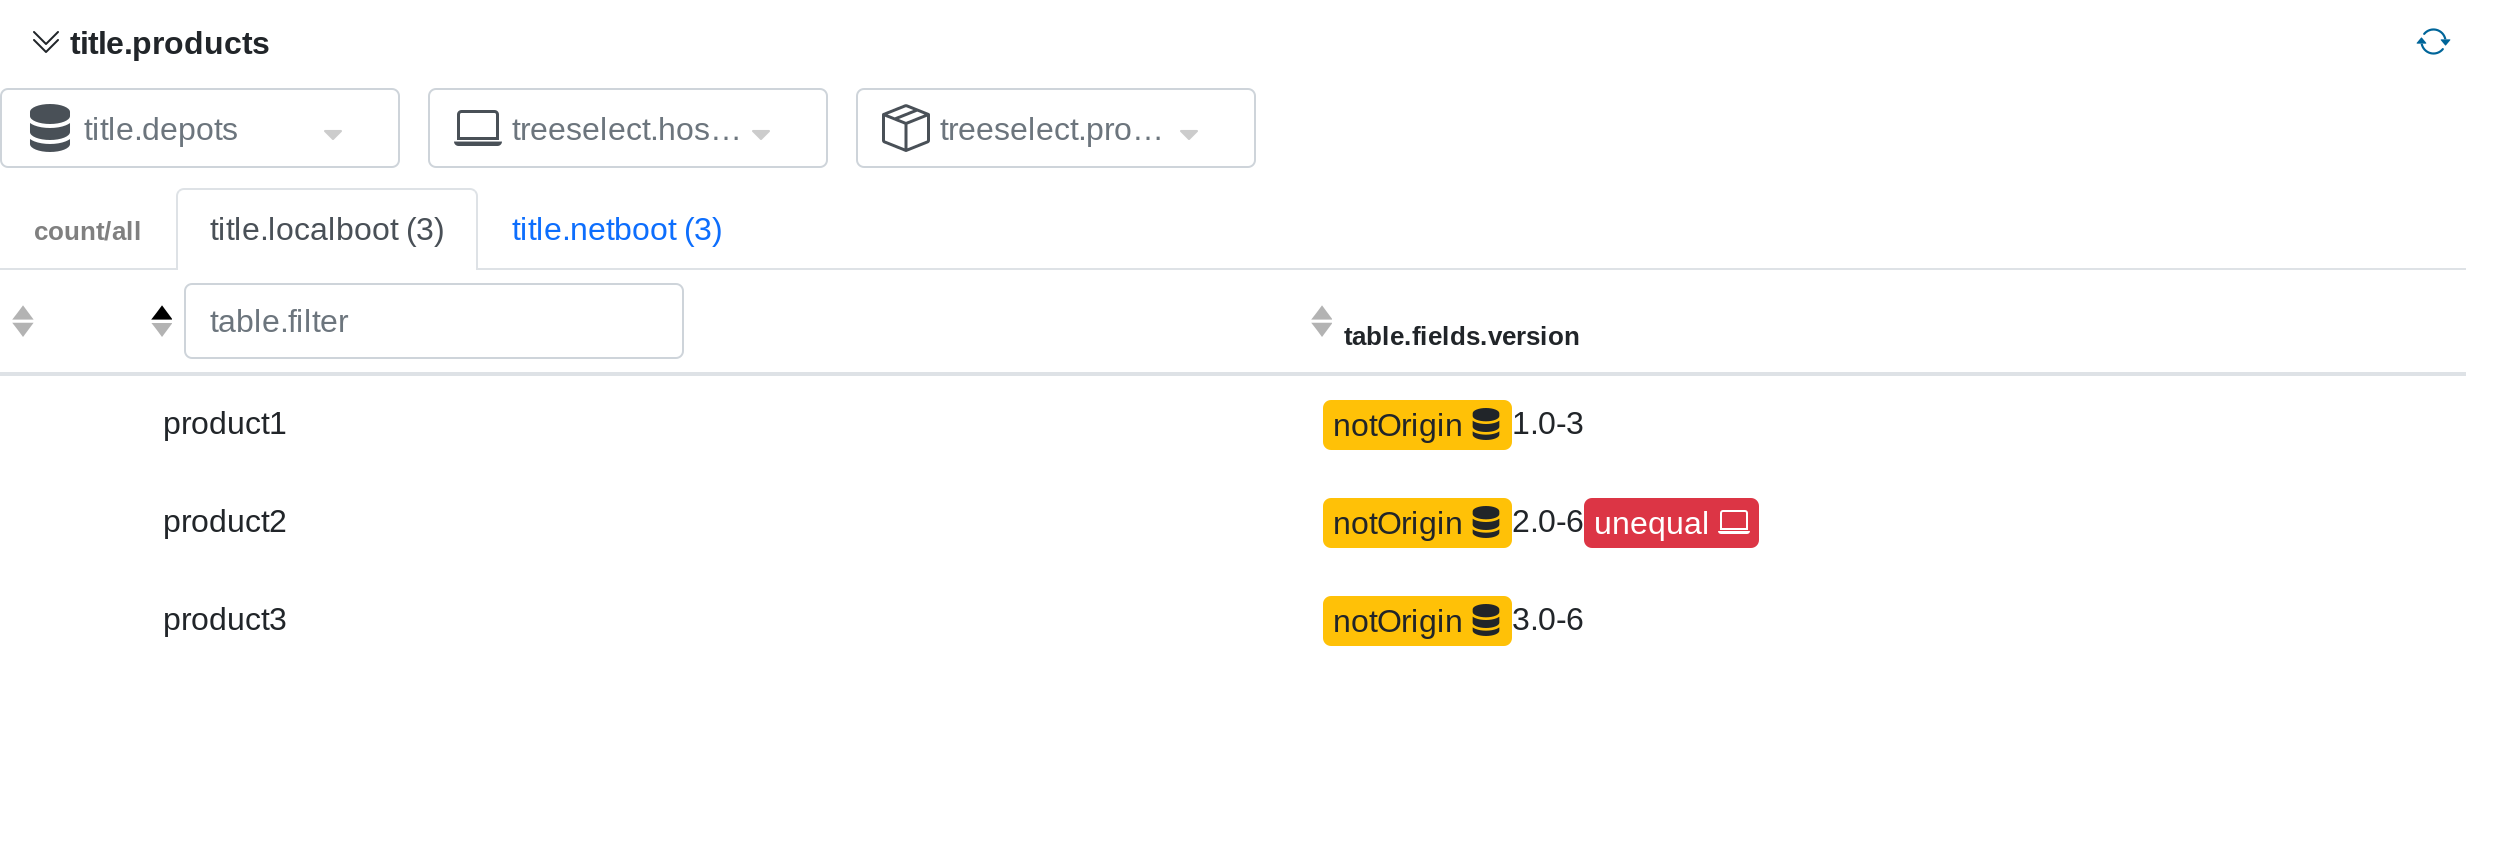 title.products
title.depots treeselect.hos… treeselect.pro…
count/all title.localboot (3) title.netboot (3)
table.filter table.fields.version
product1 notOrigin 1.0-3
product2 notOrigin 2.0-6 unequal
product3 notOrigin 3.0-6